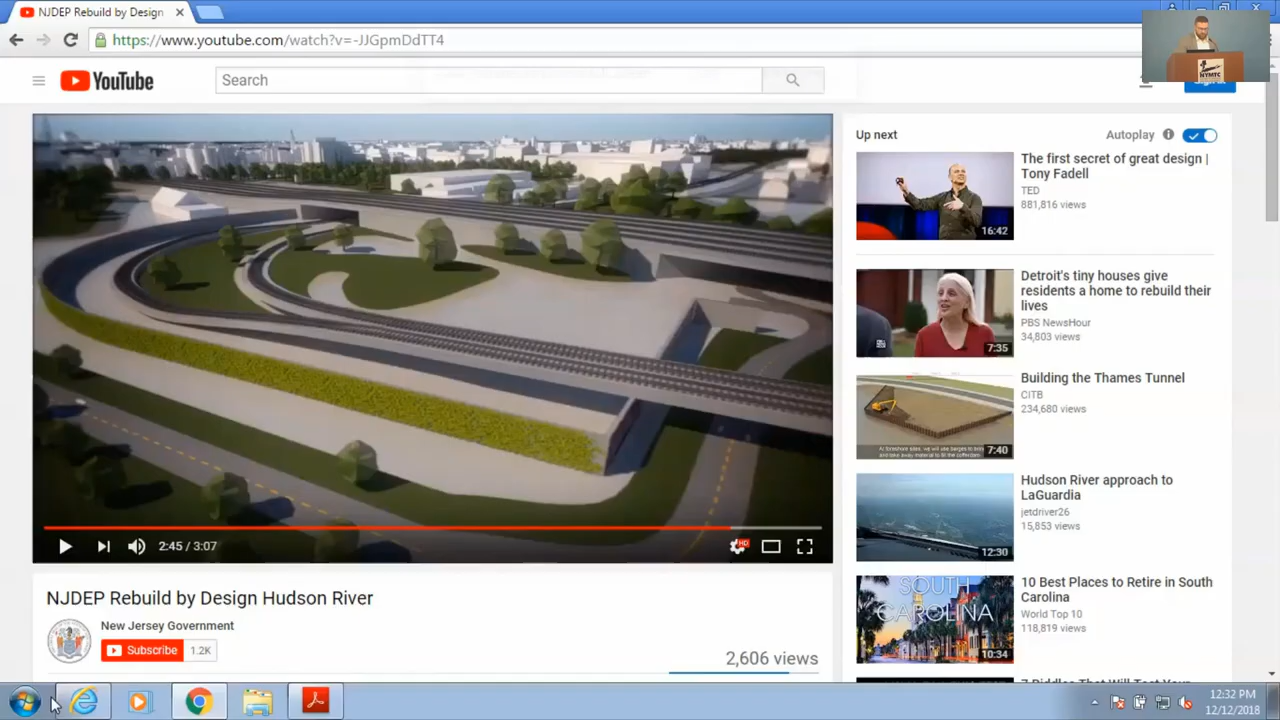 NJDEP Rebuild by Design
https://www.youtube.com/watch?v=-JJGpmDdTT4
NYMTC
YouTube
Search
Up next
Autoplay
The first secret of great design |
Tony Fadell
TED
881,816 views
16:42
Detroit's tiny houses give
residents a home to rebuild their
lives
PBS NewsHour
34,803 views
7:35
Building the Thames Tunnel
CITB
234,680 views
7:40
Hudson River approach to
LaGuardia
jetdriver26
15,853 views
12:30
SOUTH
CAROLINA
10 Best Places to Retire in South
Carolina
World Top 10
118,819 views
10:34
2:45 / 3:07
HD
NJDEP Rebuild by Design Hudson River
New Jersey Government
Subscribe
1.2K
2,606 views
12:32 PM
12/12/2018